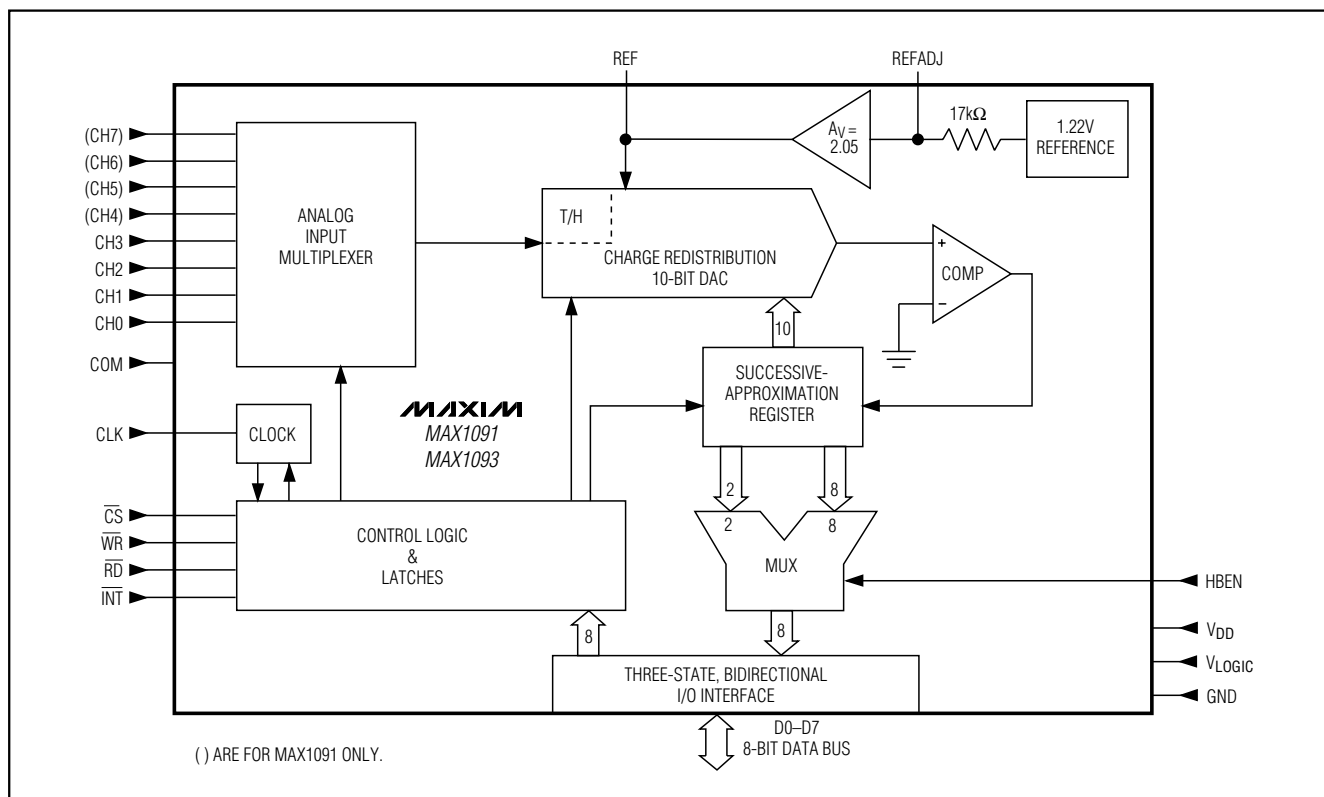 REF
REFADJ
(CH7)
(CH6)
(CH5)
(CH4)
CH3
CH2
CH1
CH0
COM
CLK
CS
WR
RD
INT
ANALOG
INPUT
MULTIPLEXER
CLOCK
MAXIM
MAX1091
MAX1093
CONTROL LOGIC
&
LATCHES
T/H
CHARGE REDISTRIBUTION
10-BIT DAC
AV =
2.05
17kΩ
1.22V
REFERENCE
+
COMP
−
10
SUCCESSIVE-
APPROXIMATION
REGISTER
2
8
2
8
MUX
8
8
THREE-STATE, BIDIRECTIONAL
I/O INTERFACE
HBEN
VDD
VLOGIC
GND
D0–D7
8-BIT DATA BUS
( ) ARE FOR MAX1091 ONLY.